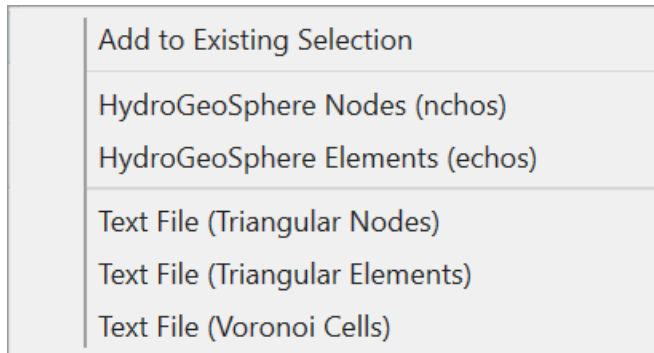 Add to Existing Selection
HydroGeoSphere Nodes (nchos)
HydroGeoSphere Elements (echos)
Text File (Triangular Nodes)
Text File (Triangular Elements)
Text File (Voronoi Cells)